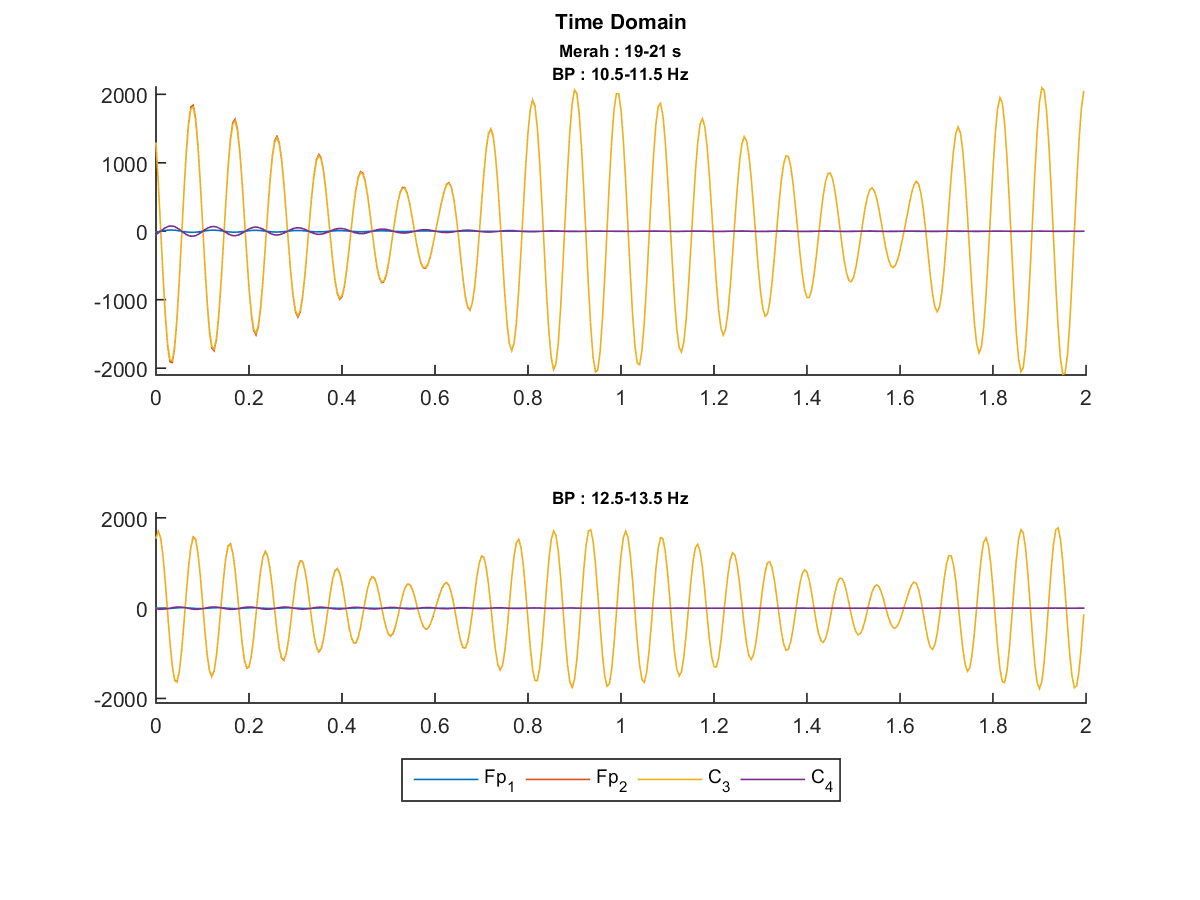 Time Domain
Merah : 19-21 s
BP : 10.5-11.5 Hz
2000
1000
0
-1000
-2000
0 0.2 0.4 0.6 0.8 1 1.2 1.4 1.6 1.8 2
BP : 12.5-13.5 Hz
2000
0
-2000
0 0.2 0.4 0.6 0.8 1 1.2 1.4 1.6 1.8 2
Fp1 Fp2 C3 C4